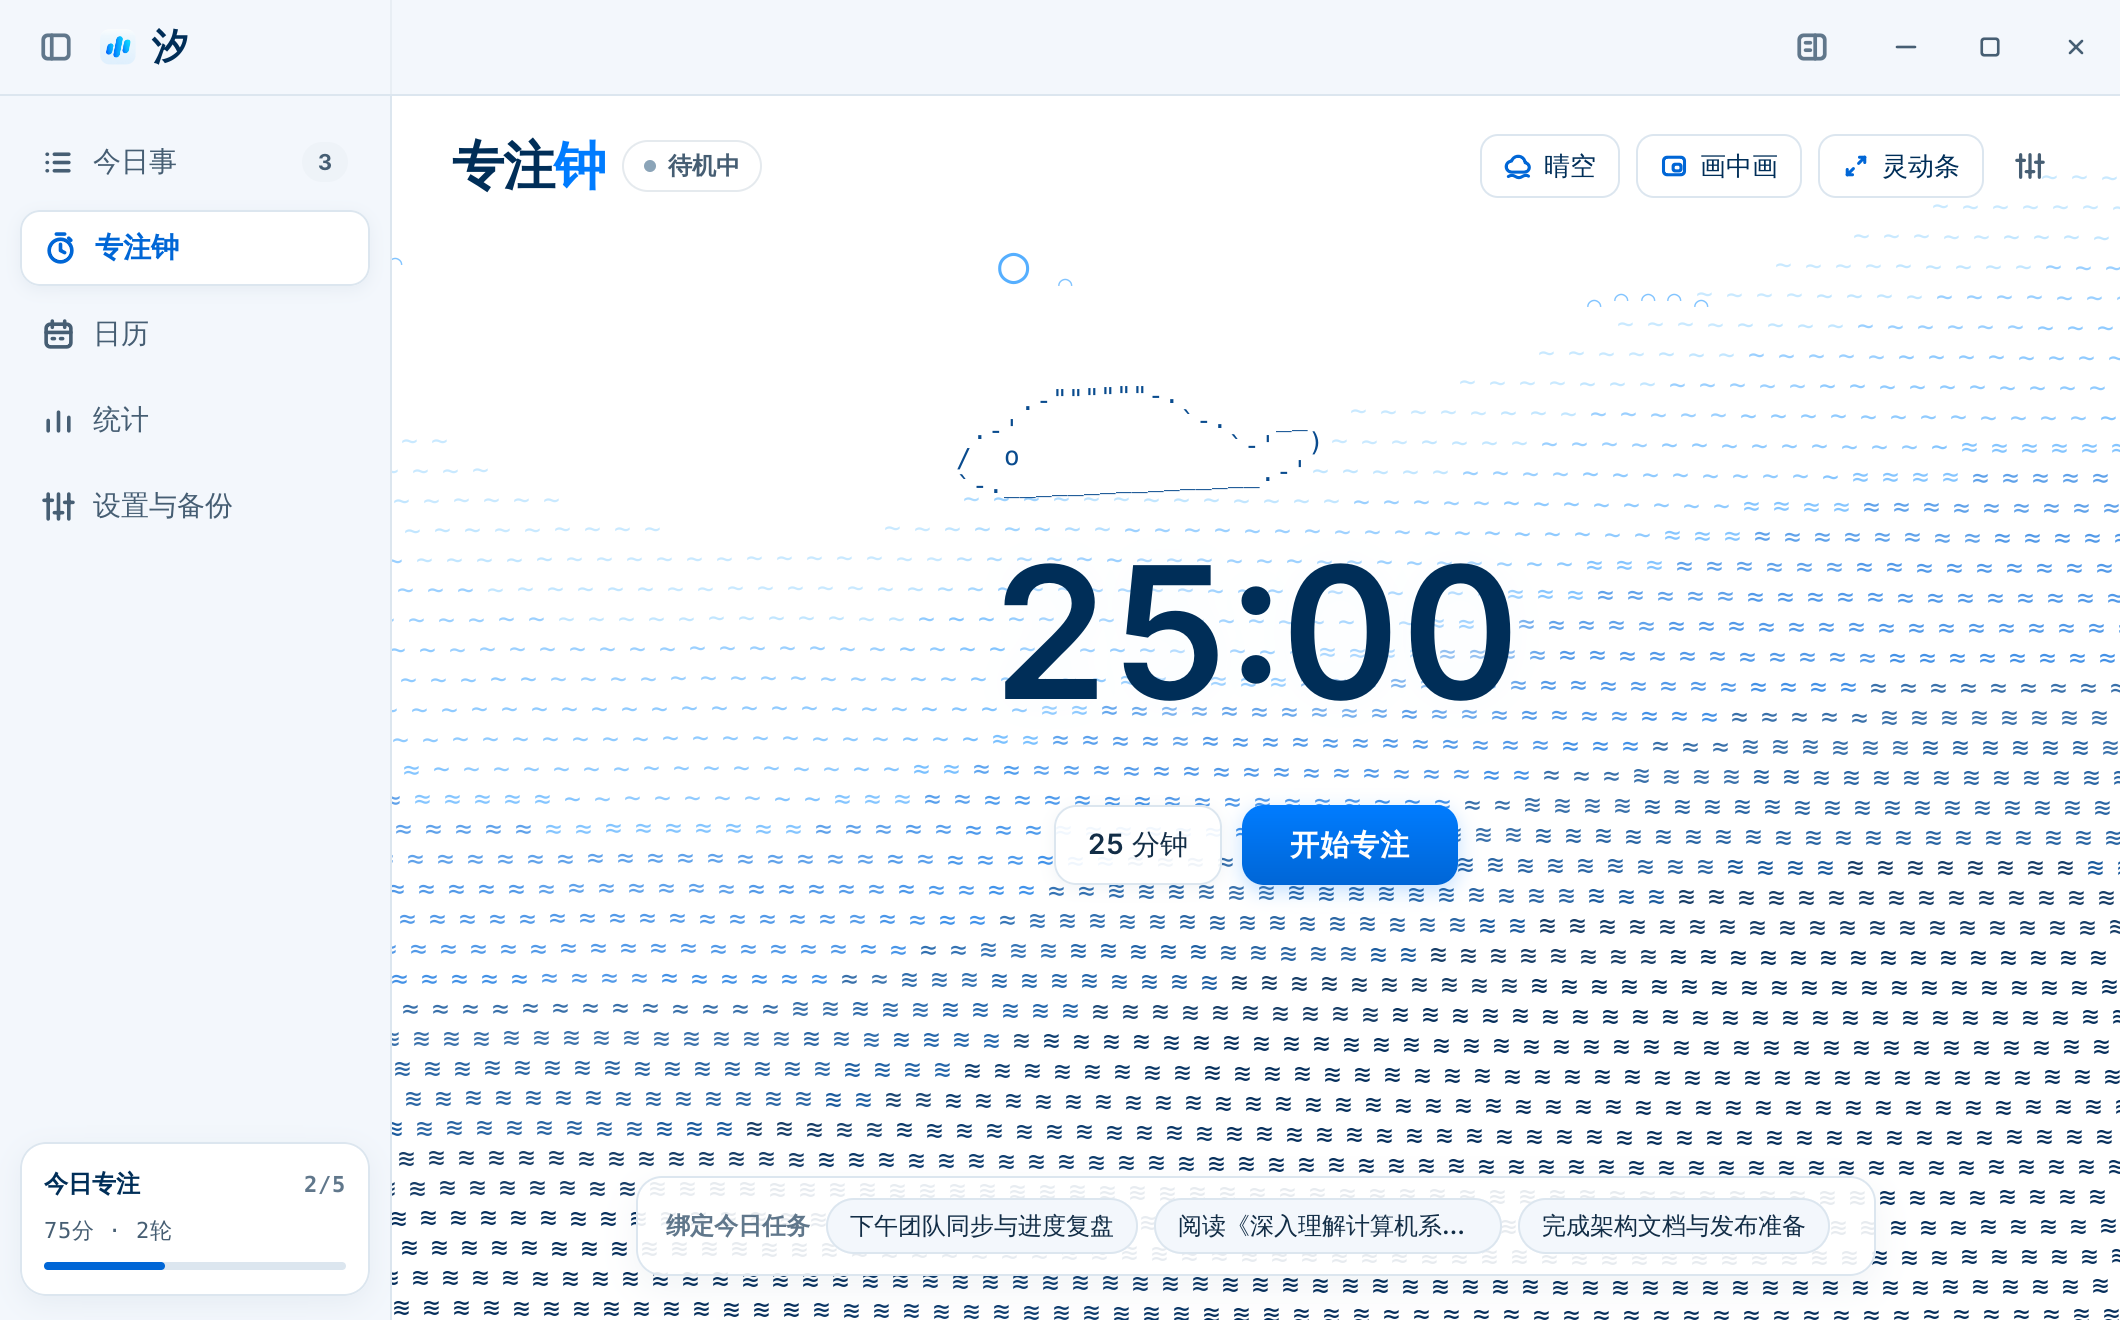 汐
今日事 3
专注钟
日历
统计
设置与备份
今日专注 2/5
75分 · 2轮
专注钟 待机中
晴空 画中画 灵动条
25:00
25 分钟 开始专注
绑定今日任务 下午团队同步与进度复盘 阅读《深入理解计算机系... 完成架构文档与发布准备